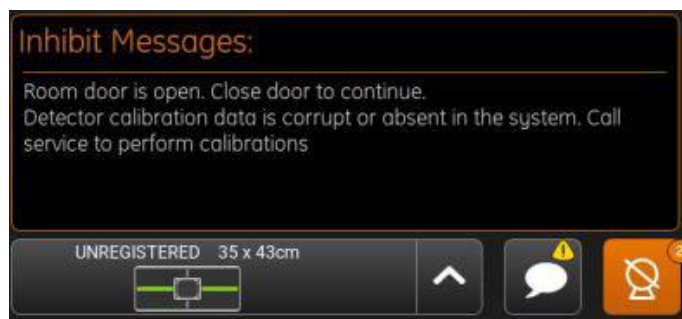 Inhibit Messages:
Room door is open. Close door to continue.
Detector calibration data is corrupt or absent in the system. Call
service to perform calibrations
UNREGISTERED 35 x 43cm
2